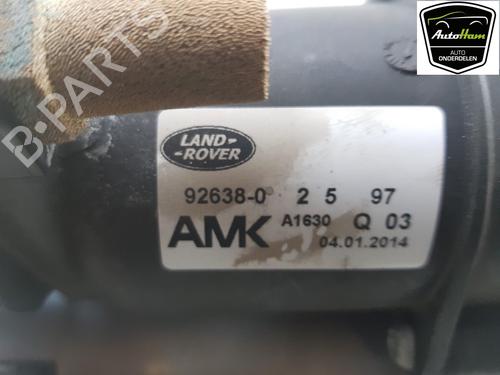 AutoHam
AUTO
ONDERDELEN
B-PARTS
LAND-
-ROVER
92638-0 2 5 97
AMK A1630 Q 03
04.01.2014